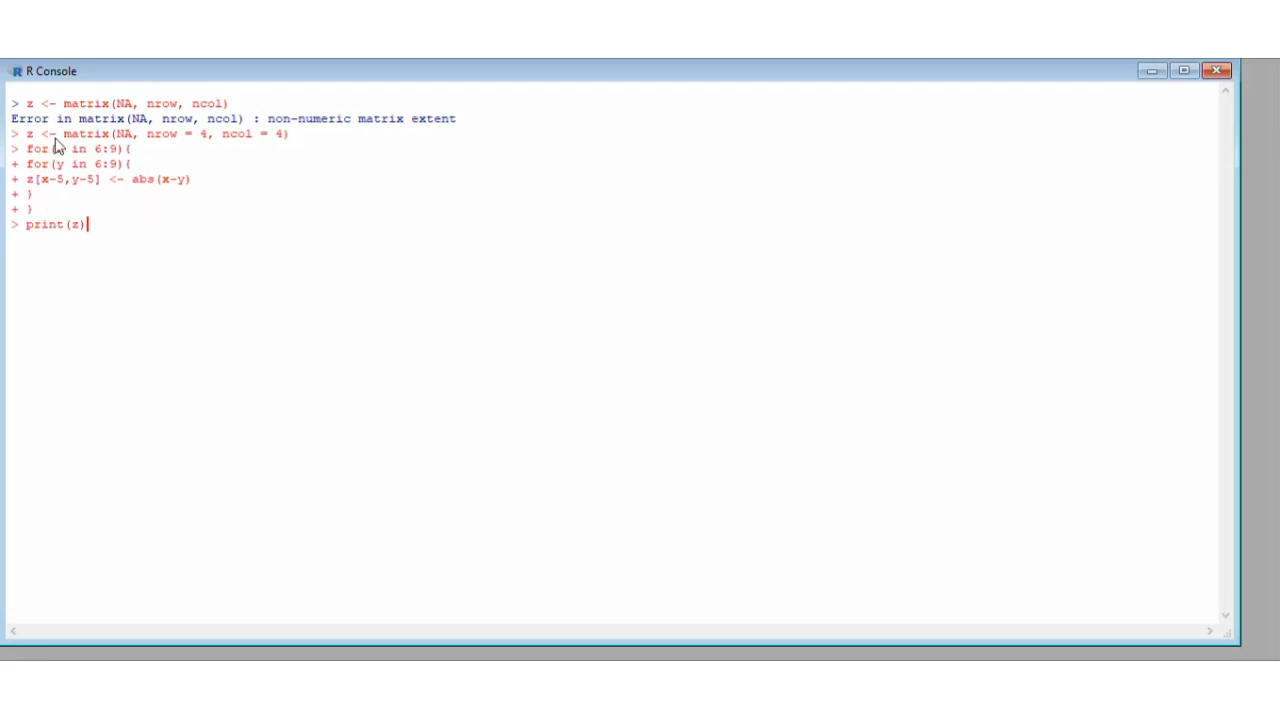 R Console
> z <- matrix(NA, nrow, ncol)
Error in matrix(NA, nrow, ncol) : non-numeric matrix extent
> z <- matrix(NA, nrow = 4, ncol = 4)
> for( in 6:9){
+ for(y in 6:9){
+ z[x-5,y-5] <- abs(x-y)
+ }
+ }
> print(z)